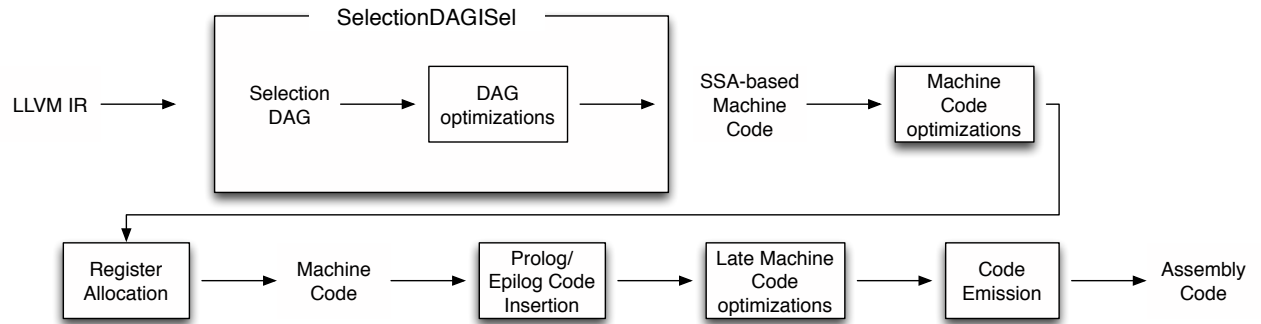 SelectionDAGISel
LLVM IR
Selection
DAG
DAG
optimizations
SSA-based
Machine
Code
Machine
Code
optimizations
Register
Allocation
Machine
Code
Prolog/
Epilog Code
Insertion
Late Machine
Code
optimizations
Code
Emission
Assembly
Code